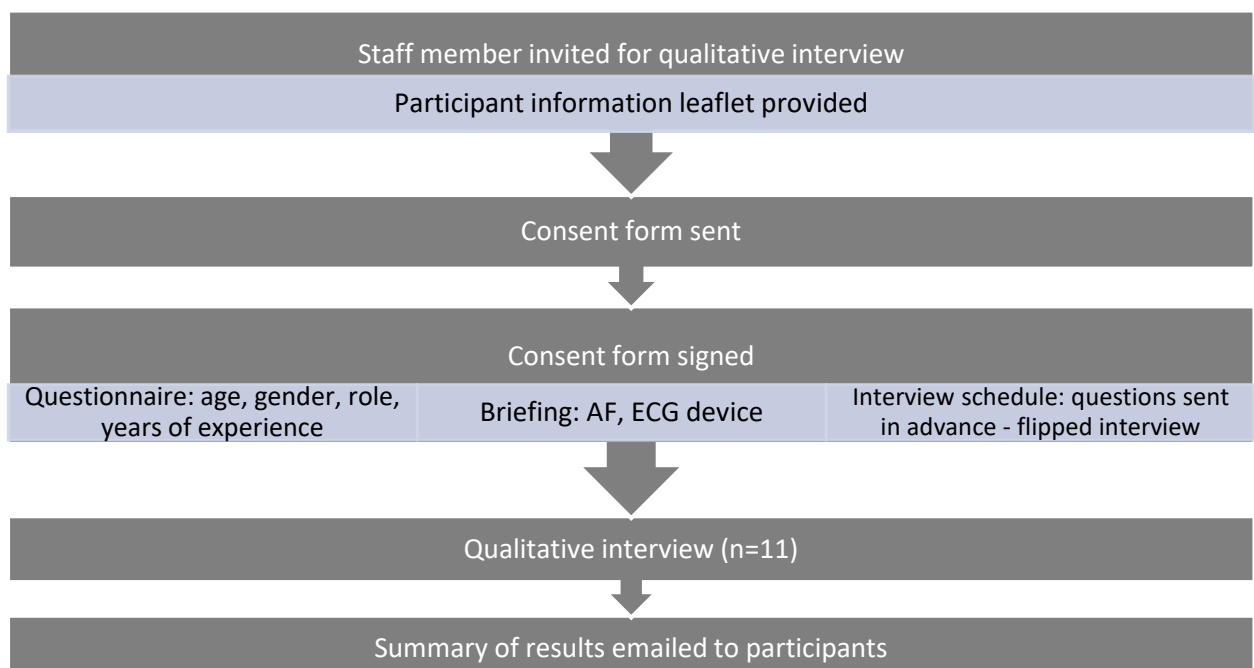 Staff member invited for qualitative interview
Participant information leaflet provided
Consent form sent
Consent form signed
Questionnaire: age, gender, role,
years of experience
Briefing: AF, ECG device
Interview schedule: questions sent
in advance - flipped interview
Qualitative interview (n=11)
Summary of results emailed to participants